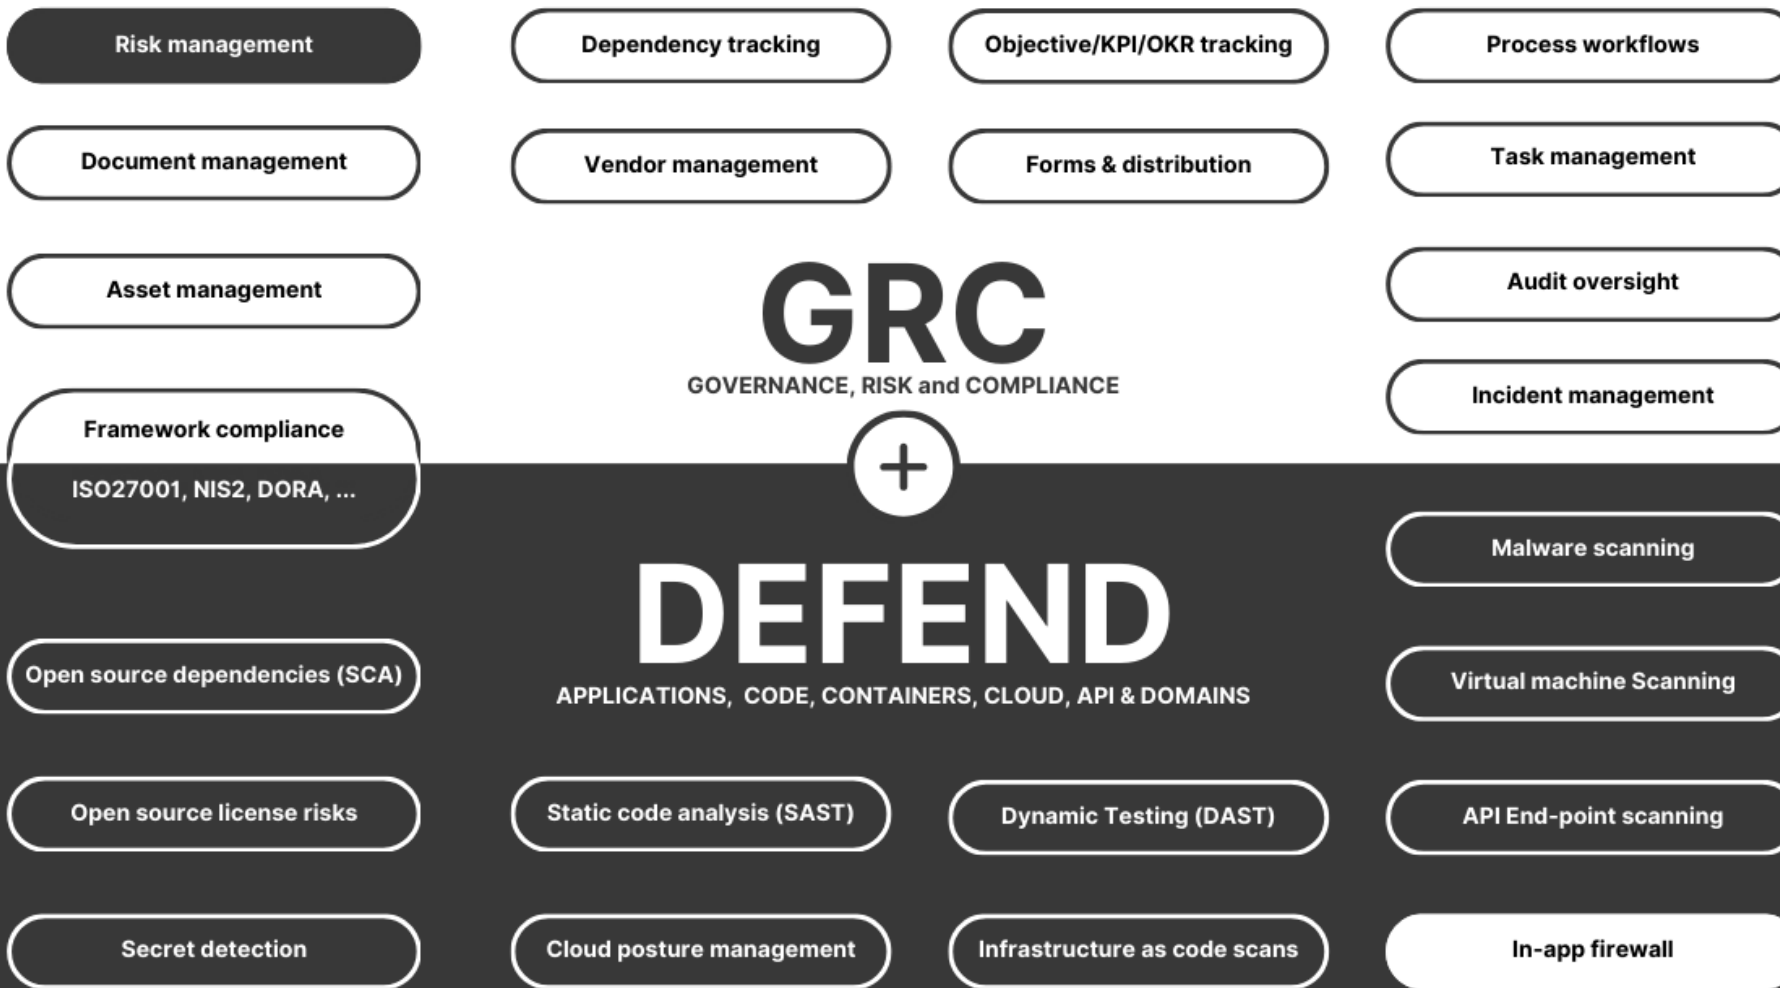 Risk management
Dependency tracking
Objective/KPI/OKR tracking
Process workflows
Document management
Vendor management
Forms & distribution
Task management
Asset management
Audit oversight
GRC
GOVERNANCE, RISK and COMPLIANCE
Incident management
Framework compliance
ISO27001, NIS2, DORA, ...
+
DEFEND
APPLICATIONS, CODE, CONTAINERS, CLOUD, API & DOMAINS
Malware scanning
Open source dependencies (SCA)
Virtual machine Scanning
Open source license risks
Static code analysis (SAST)
Dynamic Testing (DAST)
API End-point scanning
Secret detection
Cloud posture management
Infrastructure as code scans
In-app firewall